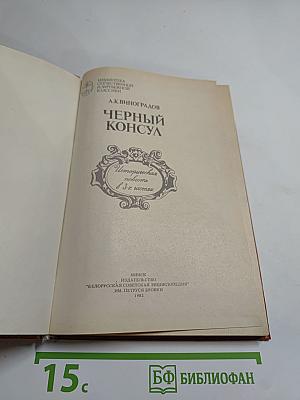 БИБЛИОТЕКА
ОТЕЧЕСТВЕННОЙ
И ЗАРУБЕЖНОЙ
КЛАССИКИ
А.К.ВИНОГРАДОВ
ЧЕРНЫЙ
КОНСУЛ
Историческая
повесть
в 3-х частях
МИНСК
ИЗДАТЕЛЬСТВО
"БЕЛОРУССКАЯ СОВЕТСКАЯ ЭНЦИКЛОПЕДИЯ"
ИМ. ПЕТРУСЯ БРОВКИ
1982
15с
БФ БИБЛИОФАН